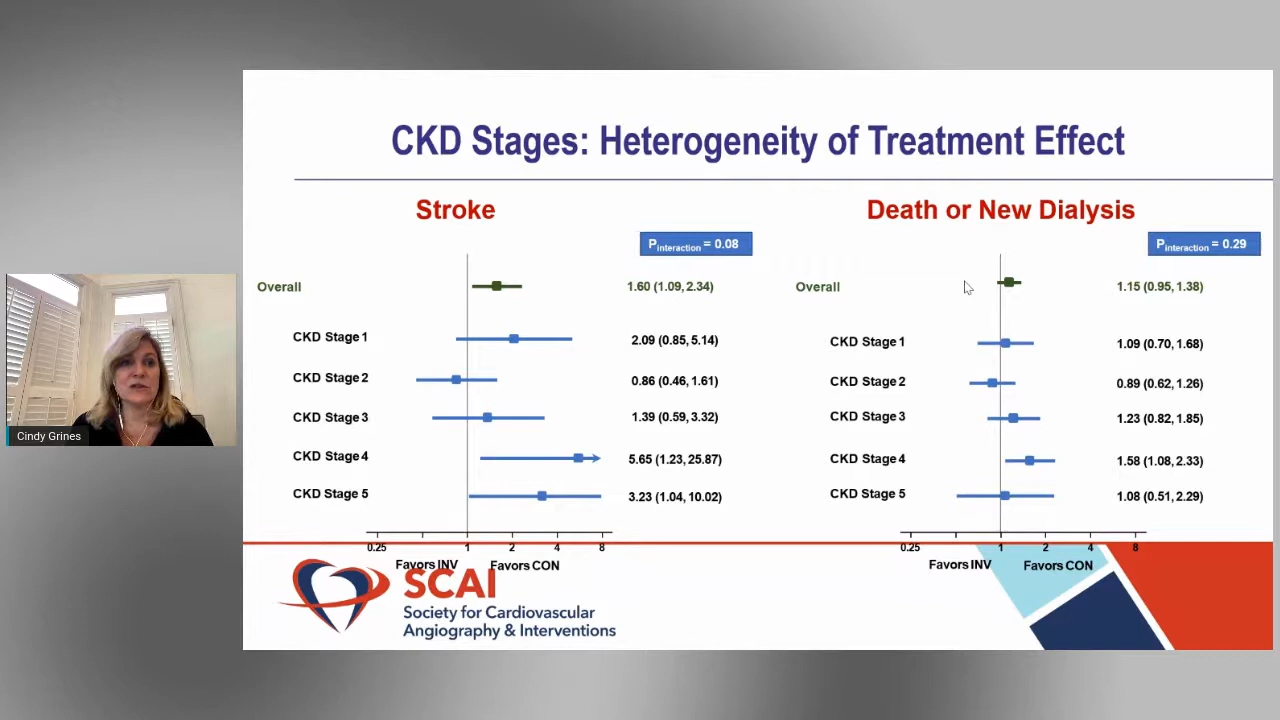 CKD Stages: Heterogeneity of Treatment Effect
Stroke
Pinteraction = 0.08
Overall 1.60 (1.09, 2.34)
CKD Stage 1 2.09 (0.85, 5.14)
CKD Stage 2 0.86 (0.46, 1.61)
CKD Stage 3 1.39 (0.59, 3.32)
CKD Stage 4 5.65 (1.23, 25.87)
CKD Stage 5 3.23 (1.04, 10.02)
0.25 1 2 4 8
Favors INV Favors CON
Death or New Dialysis
Pinteraction = 0.29
Overall 1.15 (0.95, 1.38)
CKD Stage 1 1.09 (0.70, 1.68)
CKD Stage 2 0.89 (0.62, 1.26)
CKD Stage 3 1.23 (0.82, 1.85)
CKD Stage 4 1.58 (1.08, 2.33)
CKD Stage 5 1.08 (0.51, 2.29)
0.25 1 2 4 8
Favors INV Favors CON
Cindy Grines
SCAI
Society for Cardiovascular
Angiography & Interventions